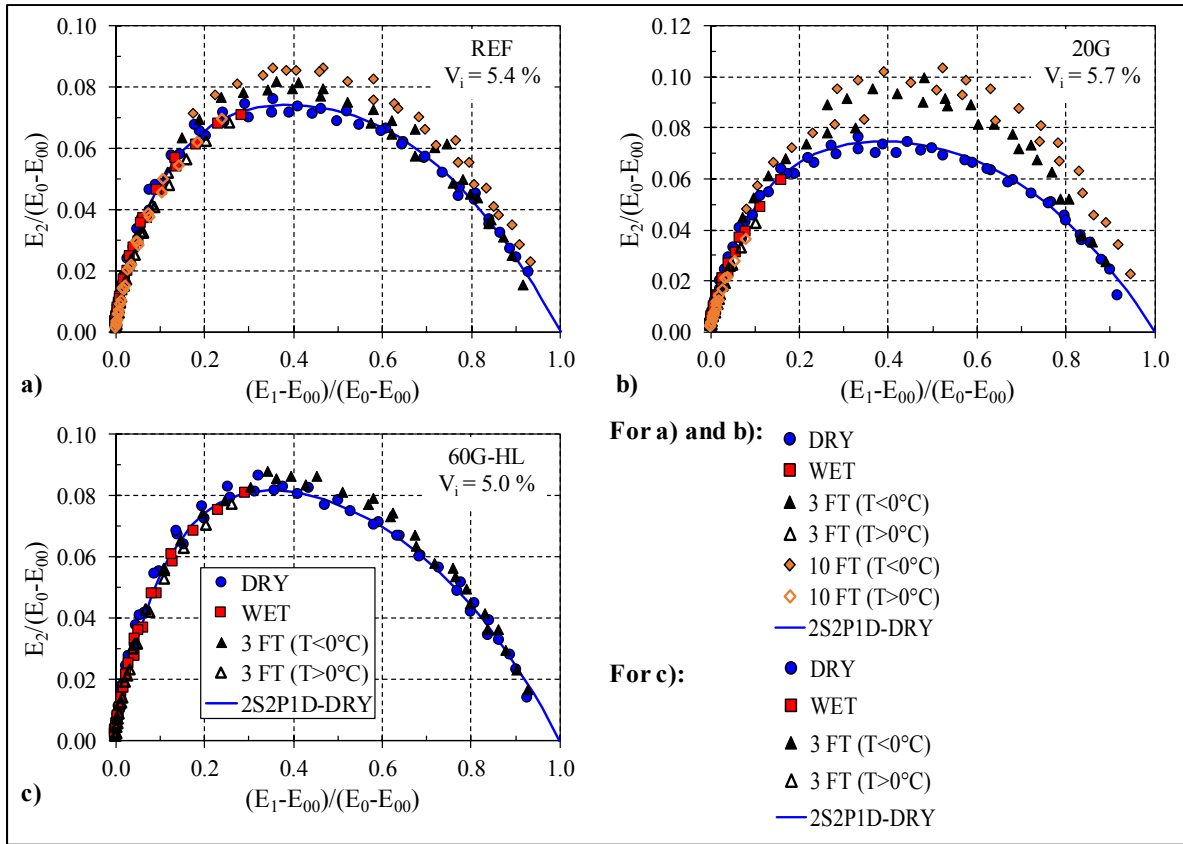 0.10
0.08
0.06
0.04
0.02
0.00
E₂/(E₀-E₀₀)
REF
Vᵢ = 5.4 %
0.0 0.2 0.4 0.6 0.8 1.0
(E₁-E₀₀)/(E₀-E₀₀)
a)
0.12
0.10
0.08
0.06
0.04
0.02
0.00
E₂/(E₀-E₀₀)
20G
Vᵢ = 5.7 %
0.0 0.2 0.4 0.6 0.8 1.0
(E₁-E₀₀)/(E₀-E₀₀)
b)
0.10
0.08
0.06
0.04
0.02
0.00
E₂/(E₀-E₀₀)
60G-HL
Vᵢ = 5.0 %
DRY
WET
3 FT (T<0°C)
3 FT (T>0°C)
2S2P1D-DRY
0.0 0.2 0.4 0.6 0.8 1.0
(E₁-E₀₀)/(E₀-E₀₀)
c)
For a) and b):
DRY
WET
3 FT (T<0°C)
3 FT (T>0°C)
10 FT (T<0°C)
10 FT (T>0°C)
2S2P1D-DRY
For c):
DRY
WET
3 FT (T<0°C)
3 FT (T>0°C)
2S2P1D-DRY